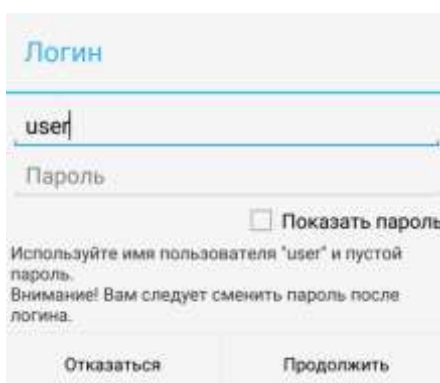 Логин
user
Пароль
Показать пароль
Используйте имя пользователя "user" и пустой
пароль.
Внимание! Вам следует сменить пароль после
логина.
Отказаться Продолжить